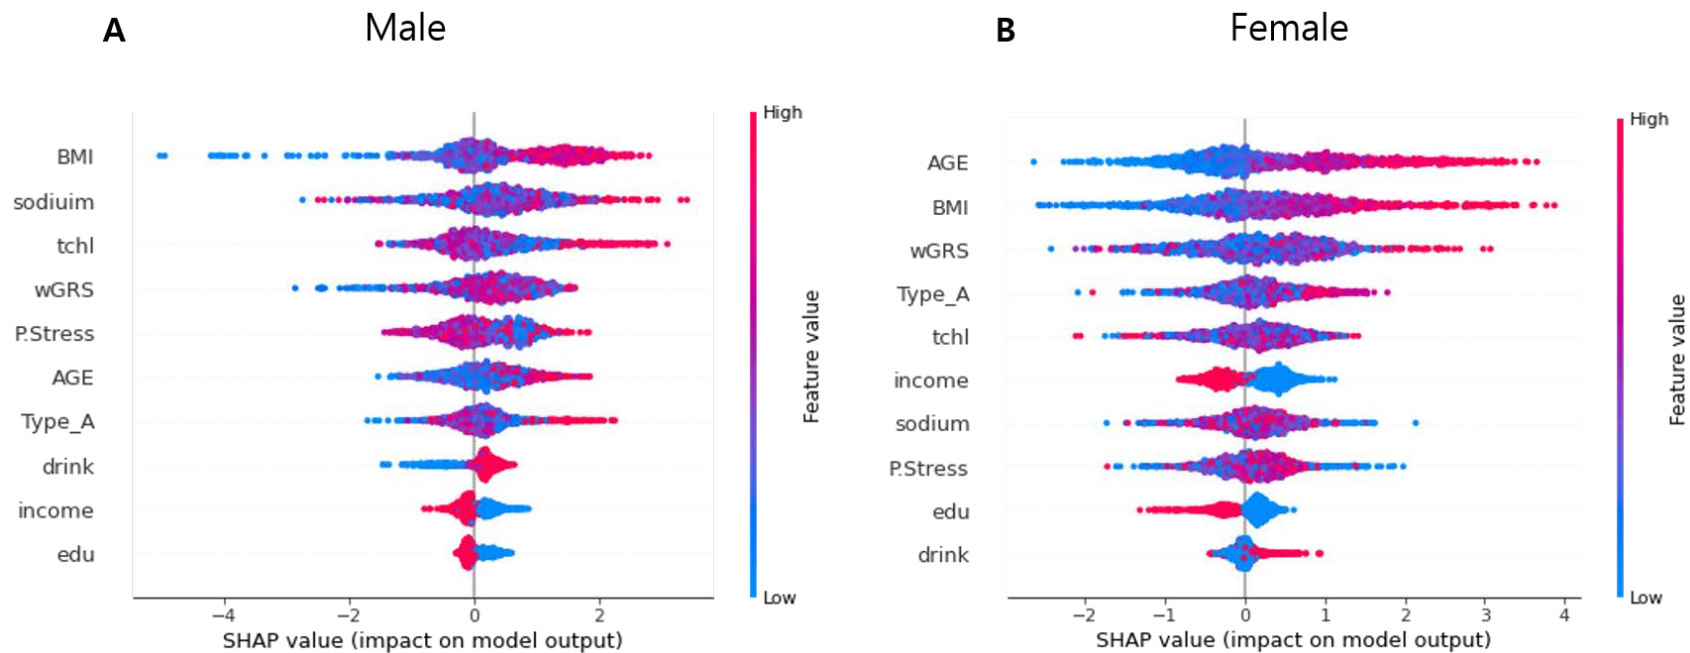 A Male
BMI
sodiuim
tchl
wGRS
P.Stress
AGE
Type_A
drink
income
edu
−4 −2 0 2
SHAP value (impact on model output)
High
Feature value
Low
B Female
AGE
BMI
wGRS
Type_A
tchl
income
sodium
P.Stress
edu
drink
−2 −1 0 1 2 3 4
SHAP value (impact on model output)
High
Feature value
Low